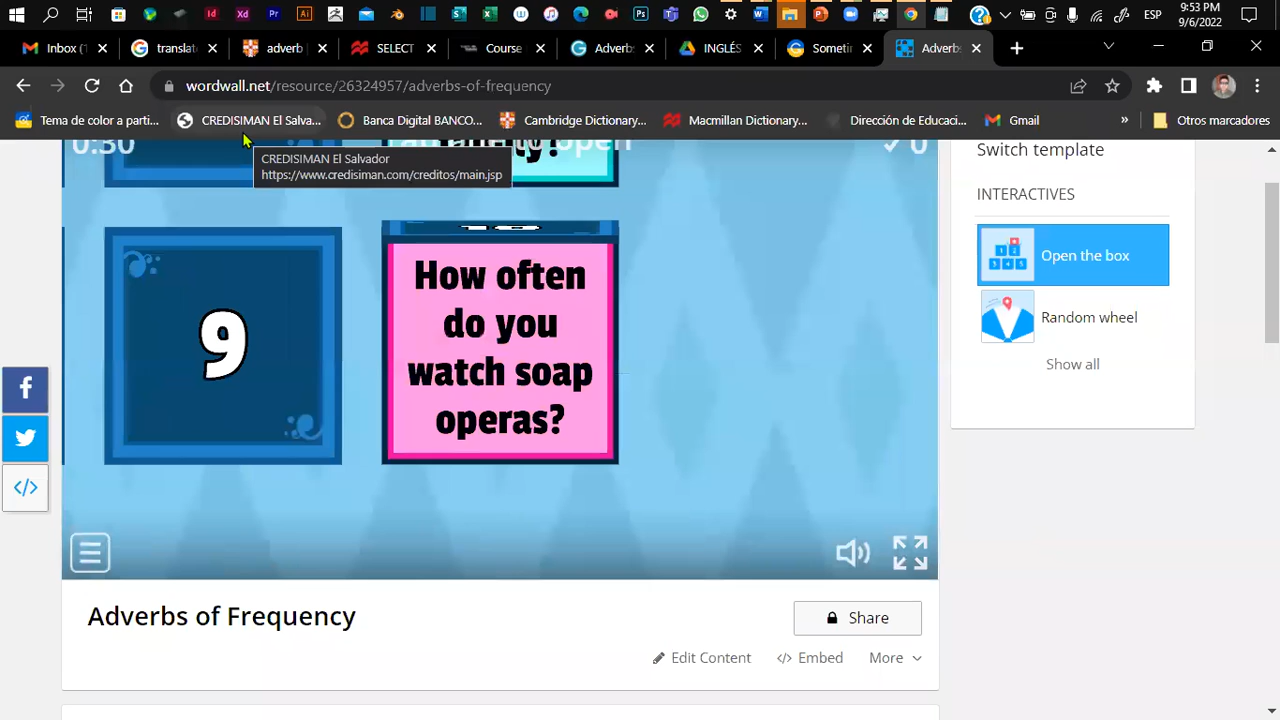 ESP
9:53 PM
9/6/2022
Inbox (1
translat
adverb
SELECT
Course
Adverb
INGLÉS
Sometin
Adverb
wordwall.net/resource/26324957/adverbs-of-frequency
Tema de color a parti...
CREDISIMAN El Salva...
Banca Digital BANCO...
Cambridge Dictionary...
Macmillan Dictionary...
Dirección de Educaci...
Gmail
»
Otros marcadores
CREDISIMAN El Salvador
https://www.credisiman.com/creditos/main.jsp
0:30
to open
0
Switch template
INTERACTIVES
Open the box
Random wheel
Show all
9
How often
do you
watch soap
operas?
Adverbs of Frequency
Share
Edit Content
Embed
More